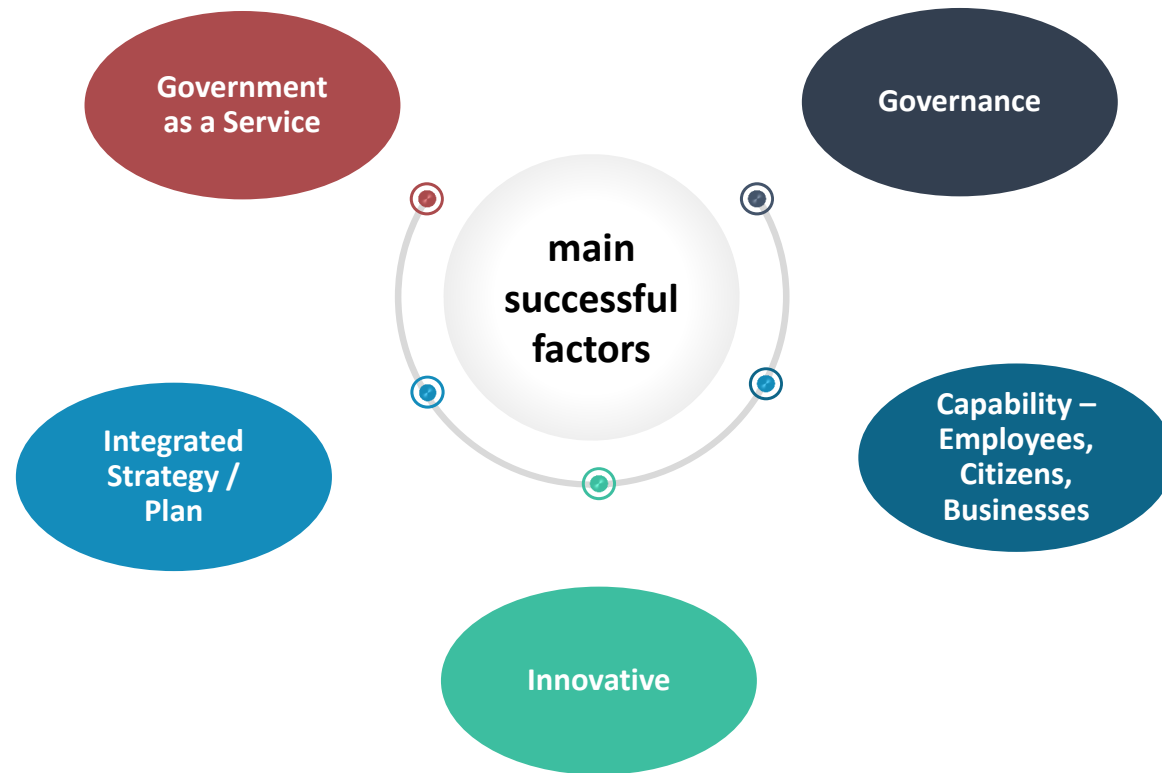 Government
as a Service
Governance
main
successful
factors
Integrated
Strategy /
Plan
Capability –
Employees,
Citizens,
Businesses
Innovative